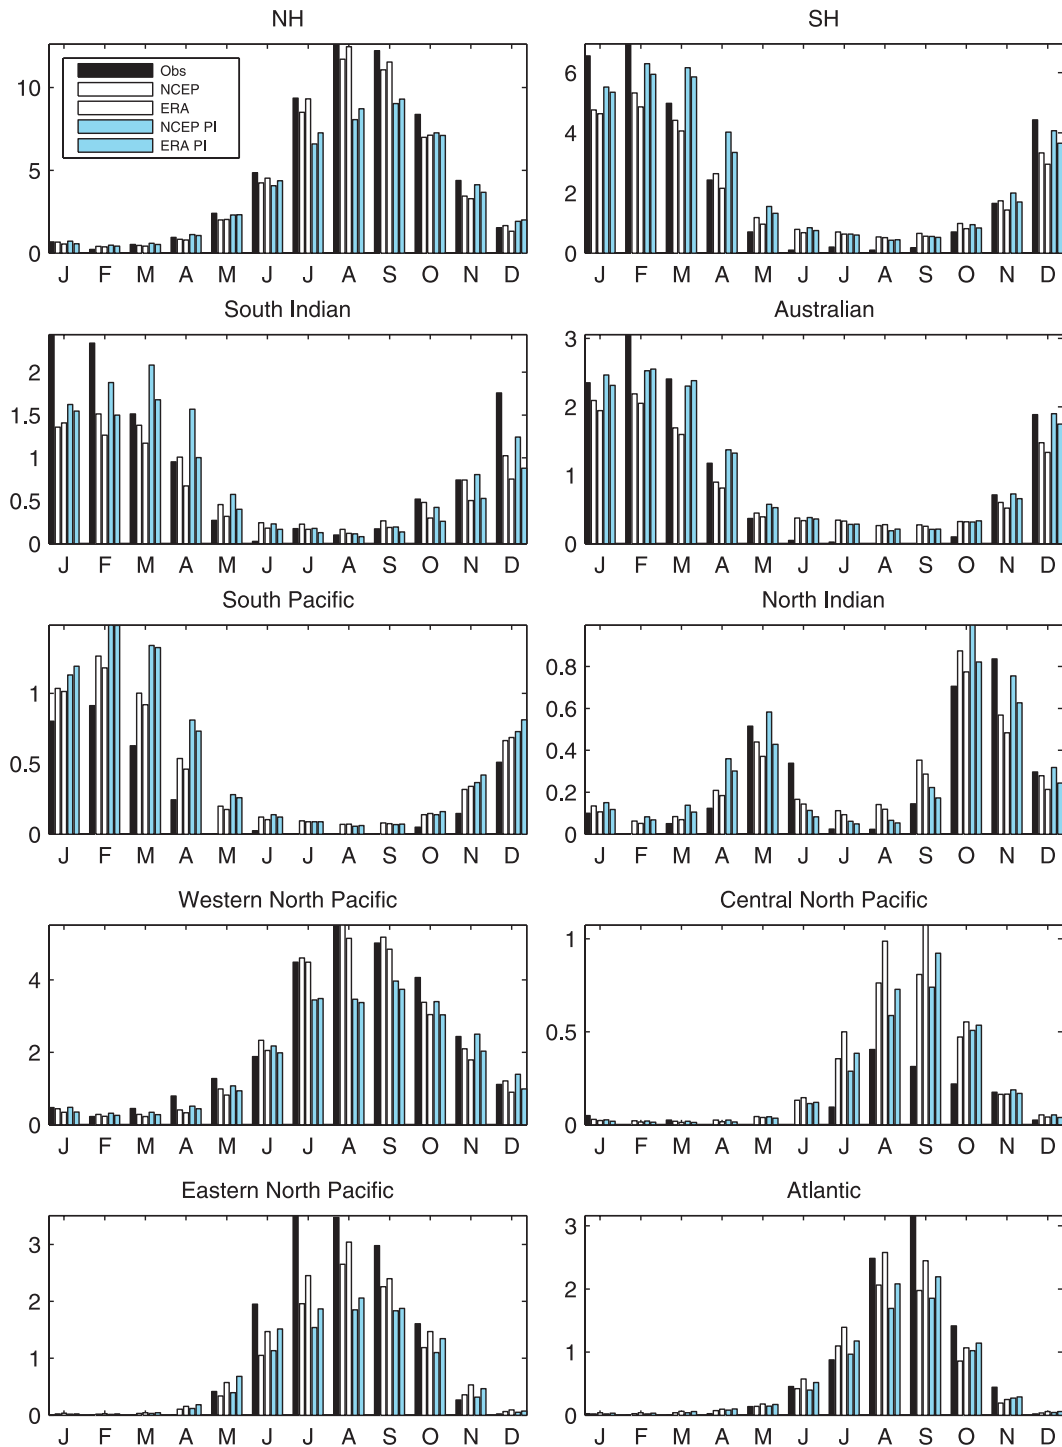 NH
Obs
NCEP
ERA
NCEP PI
ERA PI
10
5
0
J F M A M J J A S O N D
SH
6
4
2
0
J F M A M J J A S O N D
South Indian
2
1.5
1
0.5
0
J F M A M J J A S O N D
Australian
3
2
1
0
J F M A M J J A S O N D
South Pacific
1
0.5
0
J F M A M J J A S O N D
North Indian
0.8
0.6
0.4
0.2
0
J F M A M J J A S O N D
Western North Pacific
4
2
0
J F M A M J J A S O N D
Central North Pacific
1
0.5
0
J F M A M J J A S O N D
Eastern North Pacific
3
2
1
0
J F M A M J J A S O N D
Atlantic
3
2
1
0
J F M A M J J A S O N D